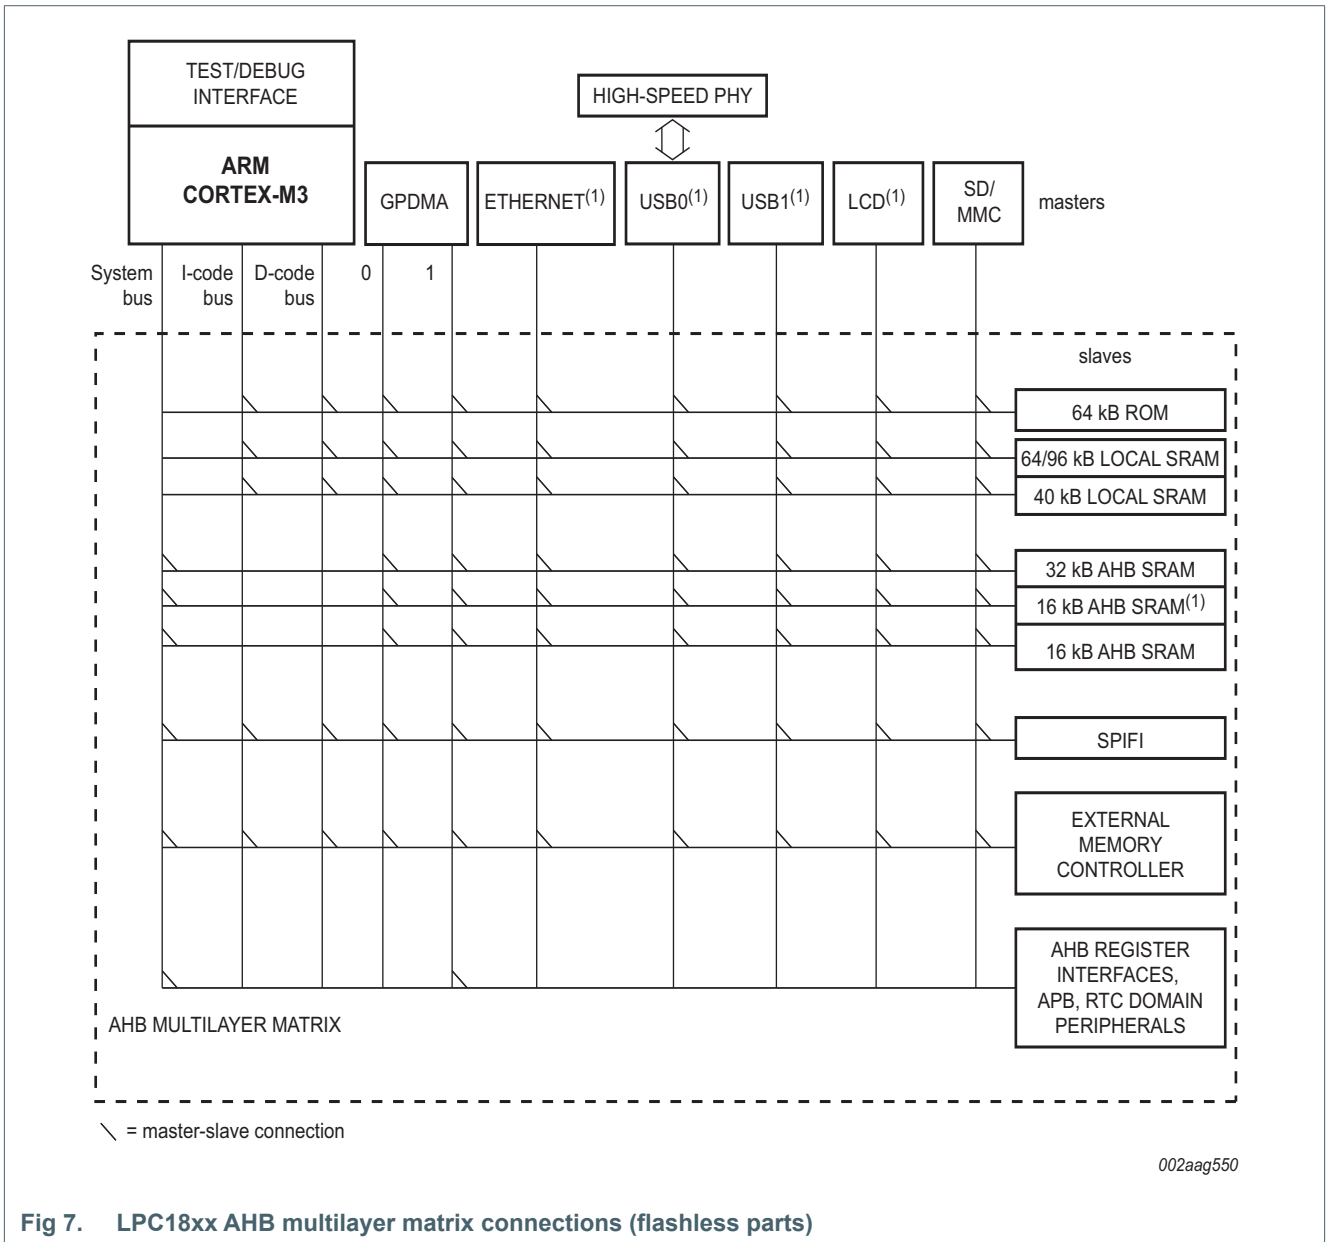 TEST/DEBUG
INTERFACE
ARM
CORTEX-M3
HIGH-SPEED PHY
GPDMA
ETHERNET(1)
USB0(1)
USB1(1)
LCD(1)
SD/
MMC
masters
System
bus
I-code
bus
D-code
bus
0
1
slaves
64 kB ROM
64/96 kB LOCAL SRAM
40 kB LOCAL SRAM
32 kB AHB SRAM
16 kB AHB SRAM(1)
16 kB AHB SRAM
SPIFI
EXTERNAL
MEMORY
CONTROLLER
AHB REGISTER
INTERFACES,
APB, RTC DOMAIN
PERIPHERALS
AHB MULTILAYER MATRIX
= master-slave connection
002aag550
Fig 7. LPC18xx AHB multilayer matrix connections (flashless parts)